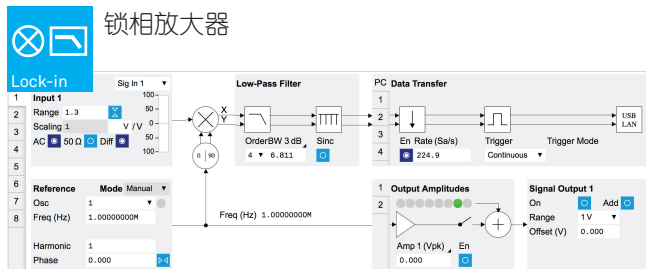 锁相放大器
Lock-in
Sig In 1 ▼
Low-Pass Filter
PC Data Transfer
1
2
3
4
5
6
7
8
Input 1
Range 1.3
Scaling 1 V / V
AC 50 Ω Diff
100
50
0
50
100
X
Y
0 90
Order BW 3 dB
4 ▼ 6.811
Sinc
1
2
3
4
En Rate (Sa/s)
224.9
Trigger
Continuous ▼
Trigger Mode
USB
LAN
Reference
Mode Manual ▼
Osc 1 ▼
Freq (Hz) 1.00000000M
Harmonic 1
Phase 0.000
Freq (Hz) 1.00000000M
1
2
Output Amplitudes
Amp 1 (Vpk) En
0.000
+
Signal Output 1
On Add
Range 1 V ▼
Offset (V) 0.000